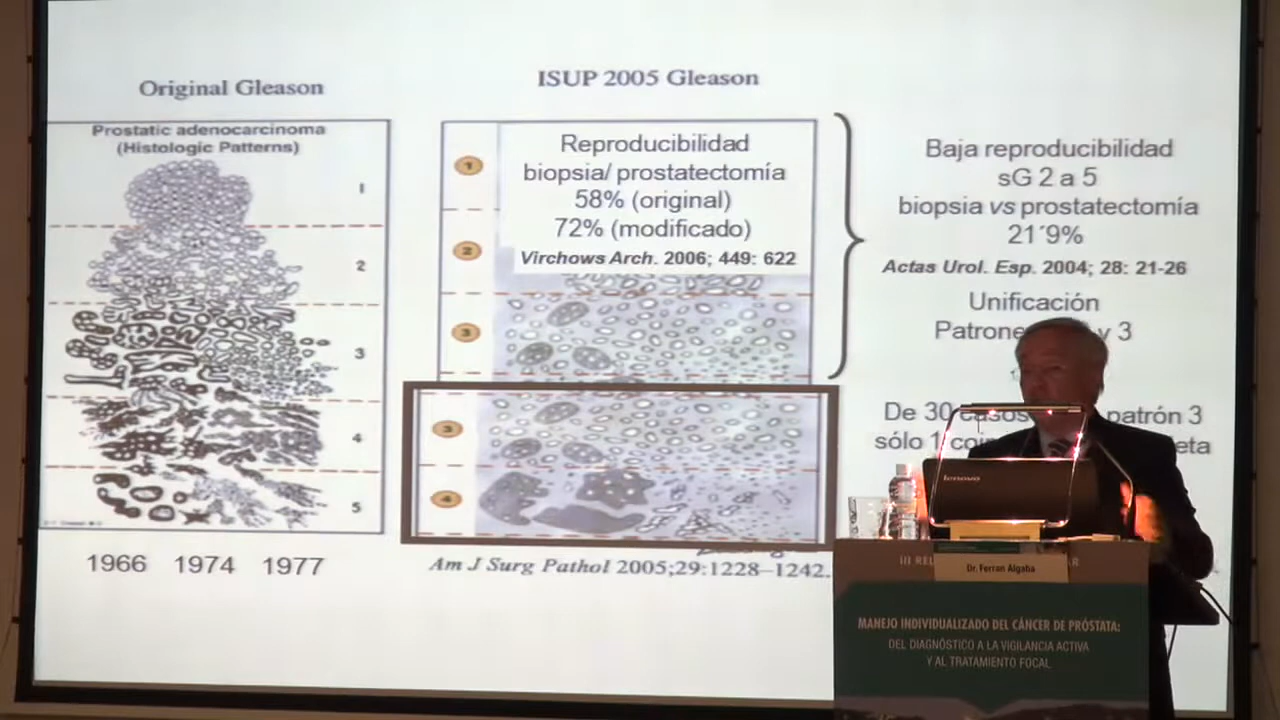 Original Gleason
Prostatic adenocarcinoma
(Histologic Patterns)
1
2
3
4
5
1966 1974 1977
ISUP 2005 Gleason
1
2
3
Reproducibilidad
biopsia/ prostatectomía
58% (original)
72% (modificado)
Virchows Arch. 2006; 449: 622
3
4
Am J Surg Pathol 2005;29:1228–1242.
Baja reproducibilidad
sG 2 a 5
biopsia vs prostatectomía
21´9%
Actas Urol. Esp. 2004; 28: 21-26
Unificación
y 3
De 30 casos patrón 3
sólo 1
lenovo
III
Dr. Ferran Algaba
MANEJO INDIVIDUALIZADO DEL CÁNCER DE PRÓSTATA:
DEL DIAGNÓSTICO A LA VIGILANCIA ACTIVA
Y AL TRATAMIENTO FOCAL